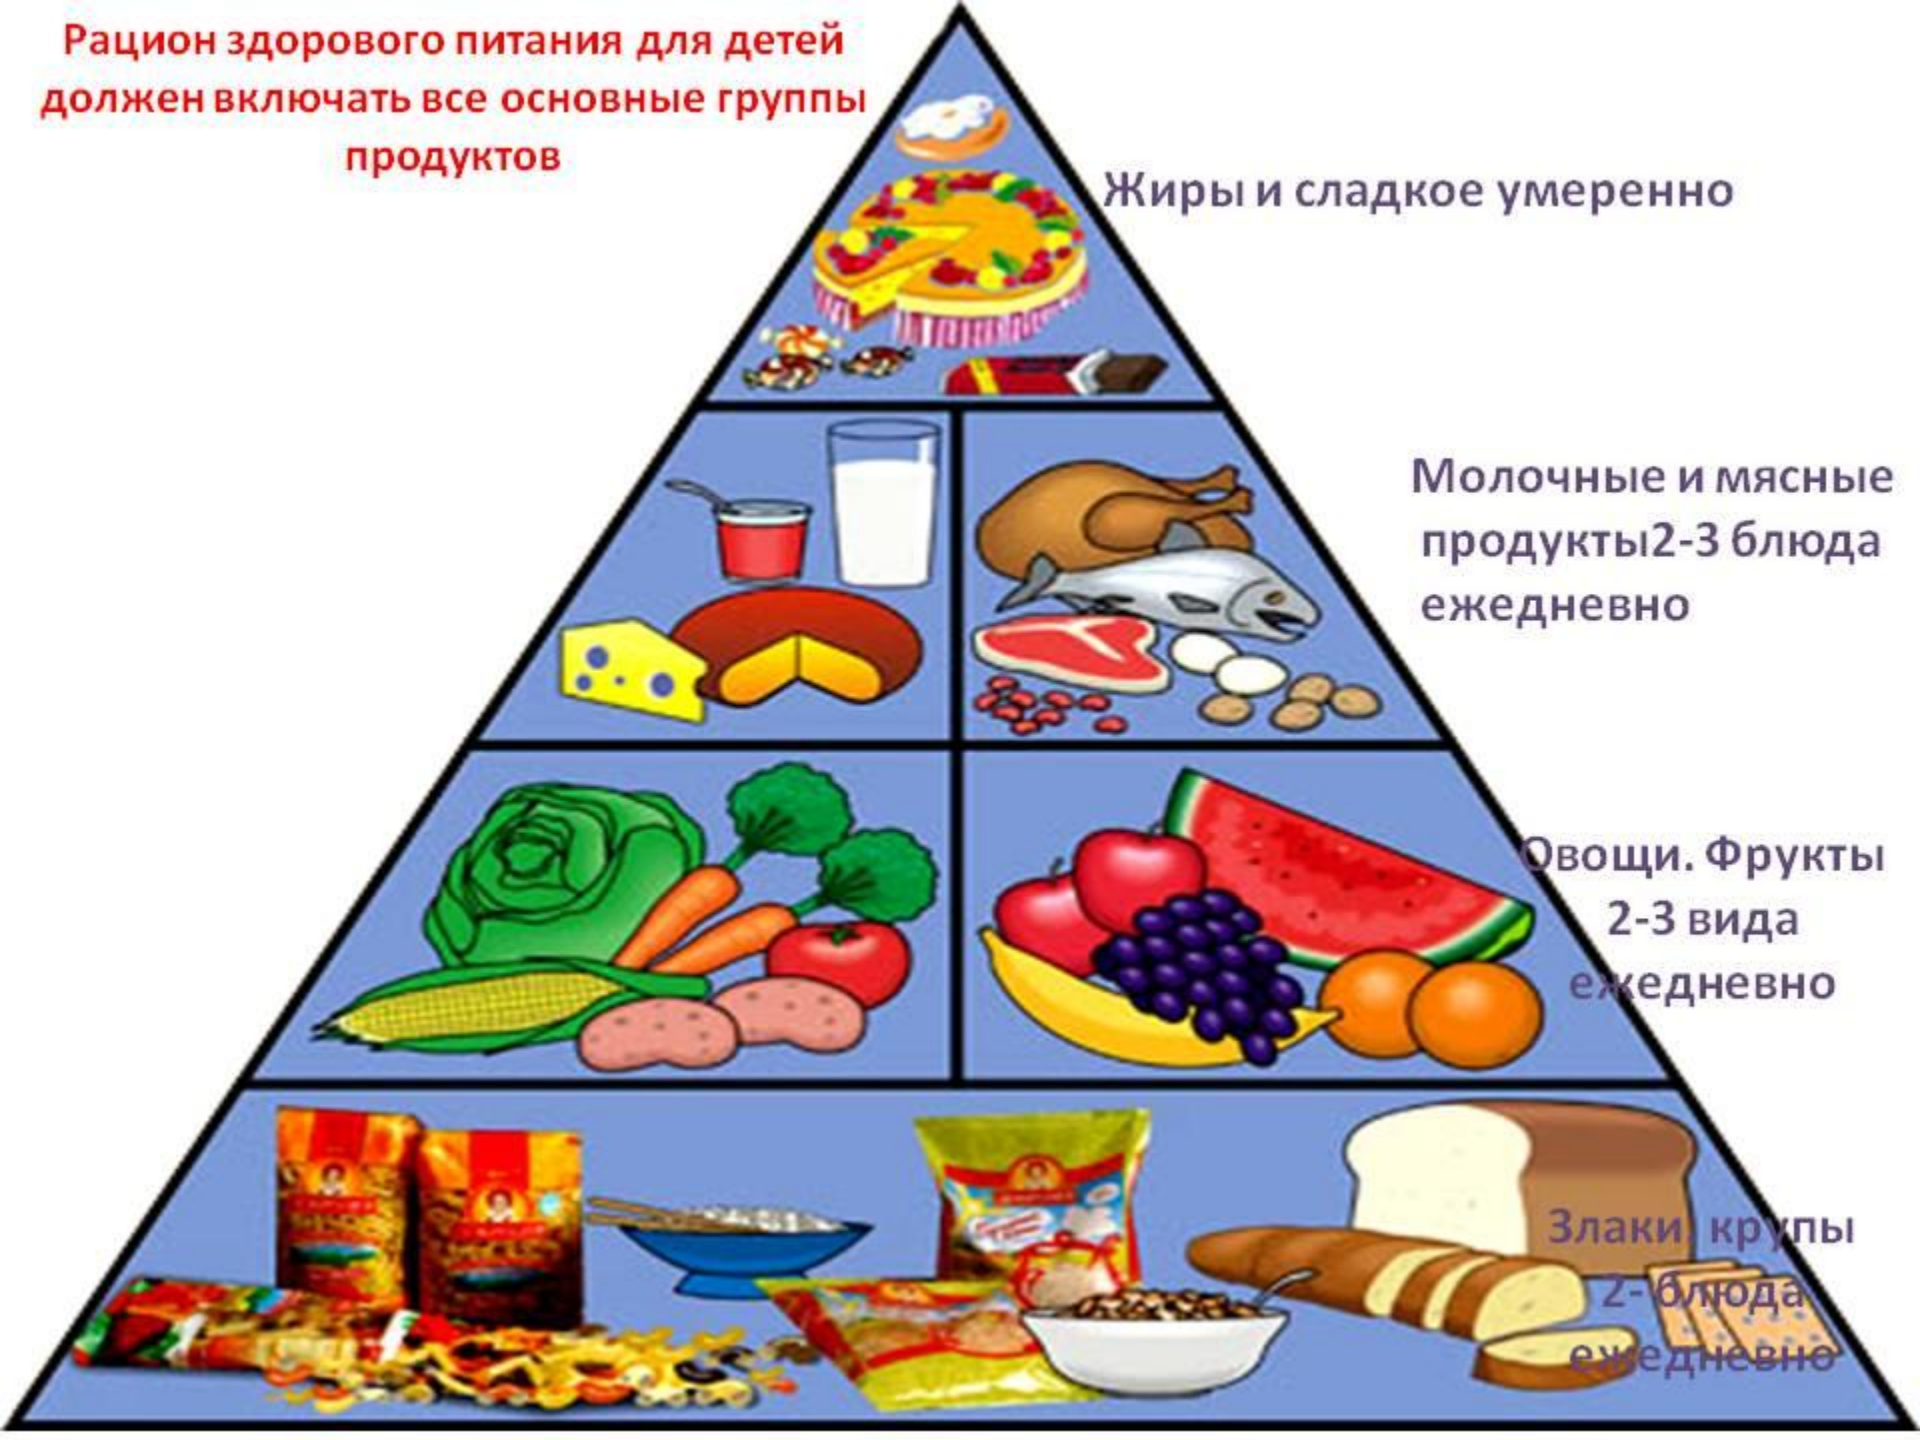 Рацион здорового питания для детей
должен включать все основные группы
продуктов
Жиры и сладкое умеренно
Молочные и мясные
продукты2-3 блюда
ежедневно
Овощи. Фрукты
2-3 вида
ежедневно
Злаки, крупы
2- блюда
ежедневно